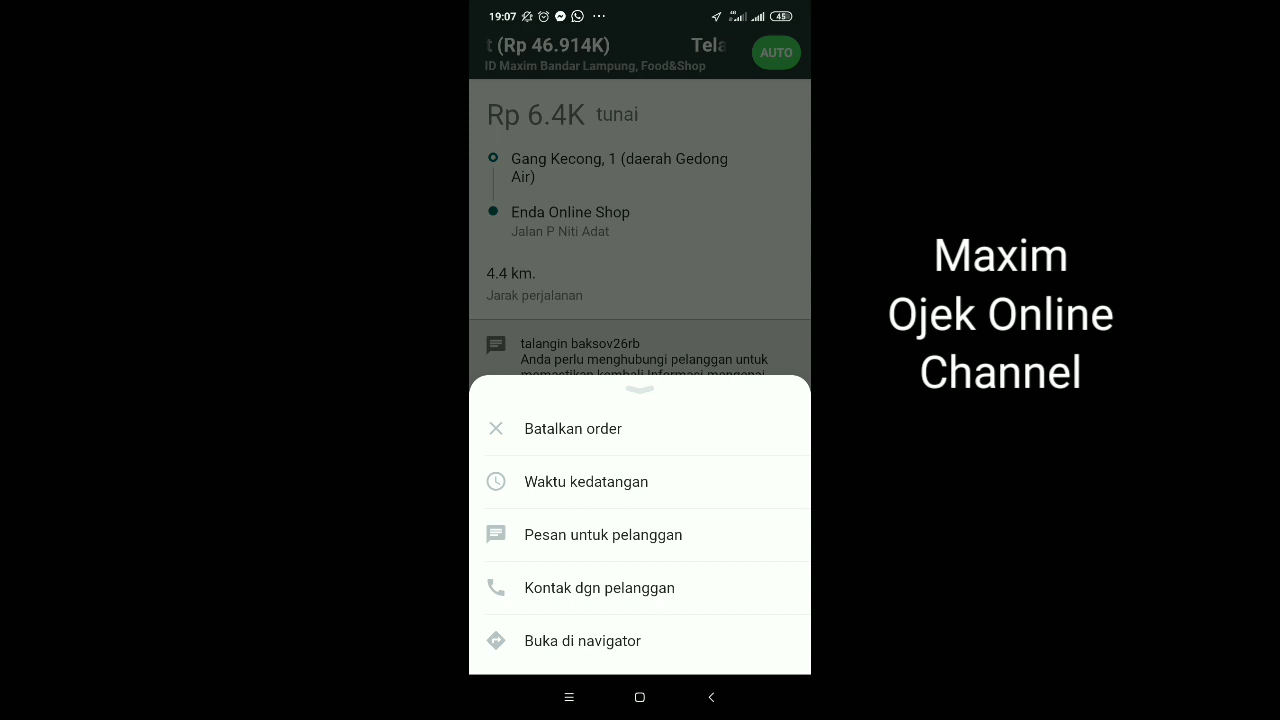 19:07
45
t (Rp 46.914K) Tela
AUTO
ID Maxim Bandar Lampung, Food&Shop
Rp 6.4K tunai
Gang Kecong, 1 (daerah Gedong
Air)
Enda Online Shop
Jalan P Niti Adat
4.4 km.
Jarak perjalanan
talangin baksov26rb
Anda perlu menghubungi pelanggan untuk
memastikan kembali informasi mengenai
Batalkan order
Waktu kedatangan
Pesan untuk pelanggan
Kontak dgn pelanggan
Buka di navigator
Maxim
Ojek Online
Channel